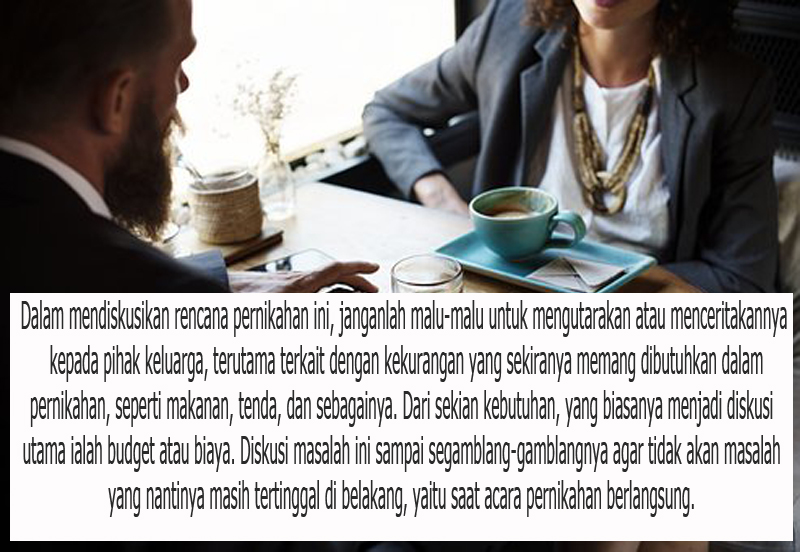 Dalam mendiskusikan rencana pernikahan ini, janganlah malu-malu untuk mengutarakan atau menceritakannya
kepada pihak keluarga, terutama terkait dengan kekurangan yang sekiranya memang dibutuhkan dalam
pernikahan, seperti makanan, tenda, dan sebagainya. Dari sekian kebutuhan, yang biasanya menjadi diskusi
utama ialah budget atau biaya. Diskusi masalah ini sampai segamblang-gamblangnya agar tidak akan masalah
yang nantinya masih tertinggal di belakang, yaitu saat acara pernikahan berlangsung.